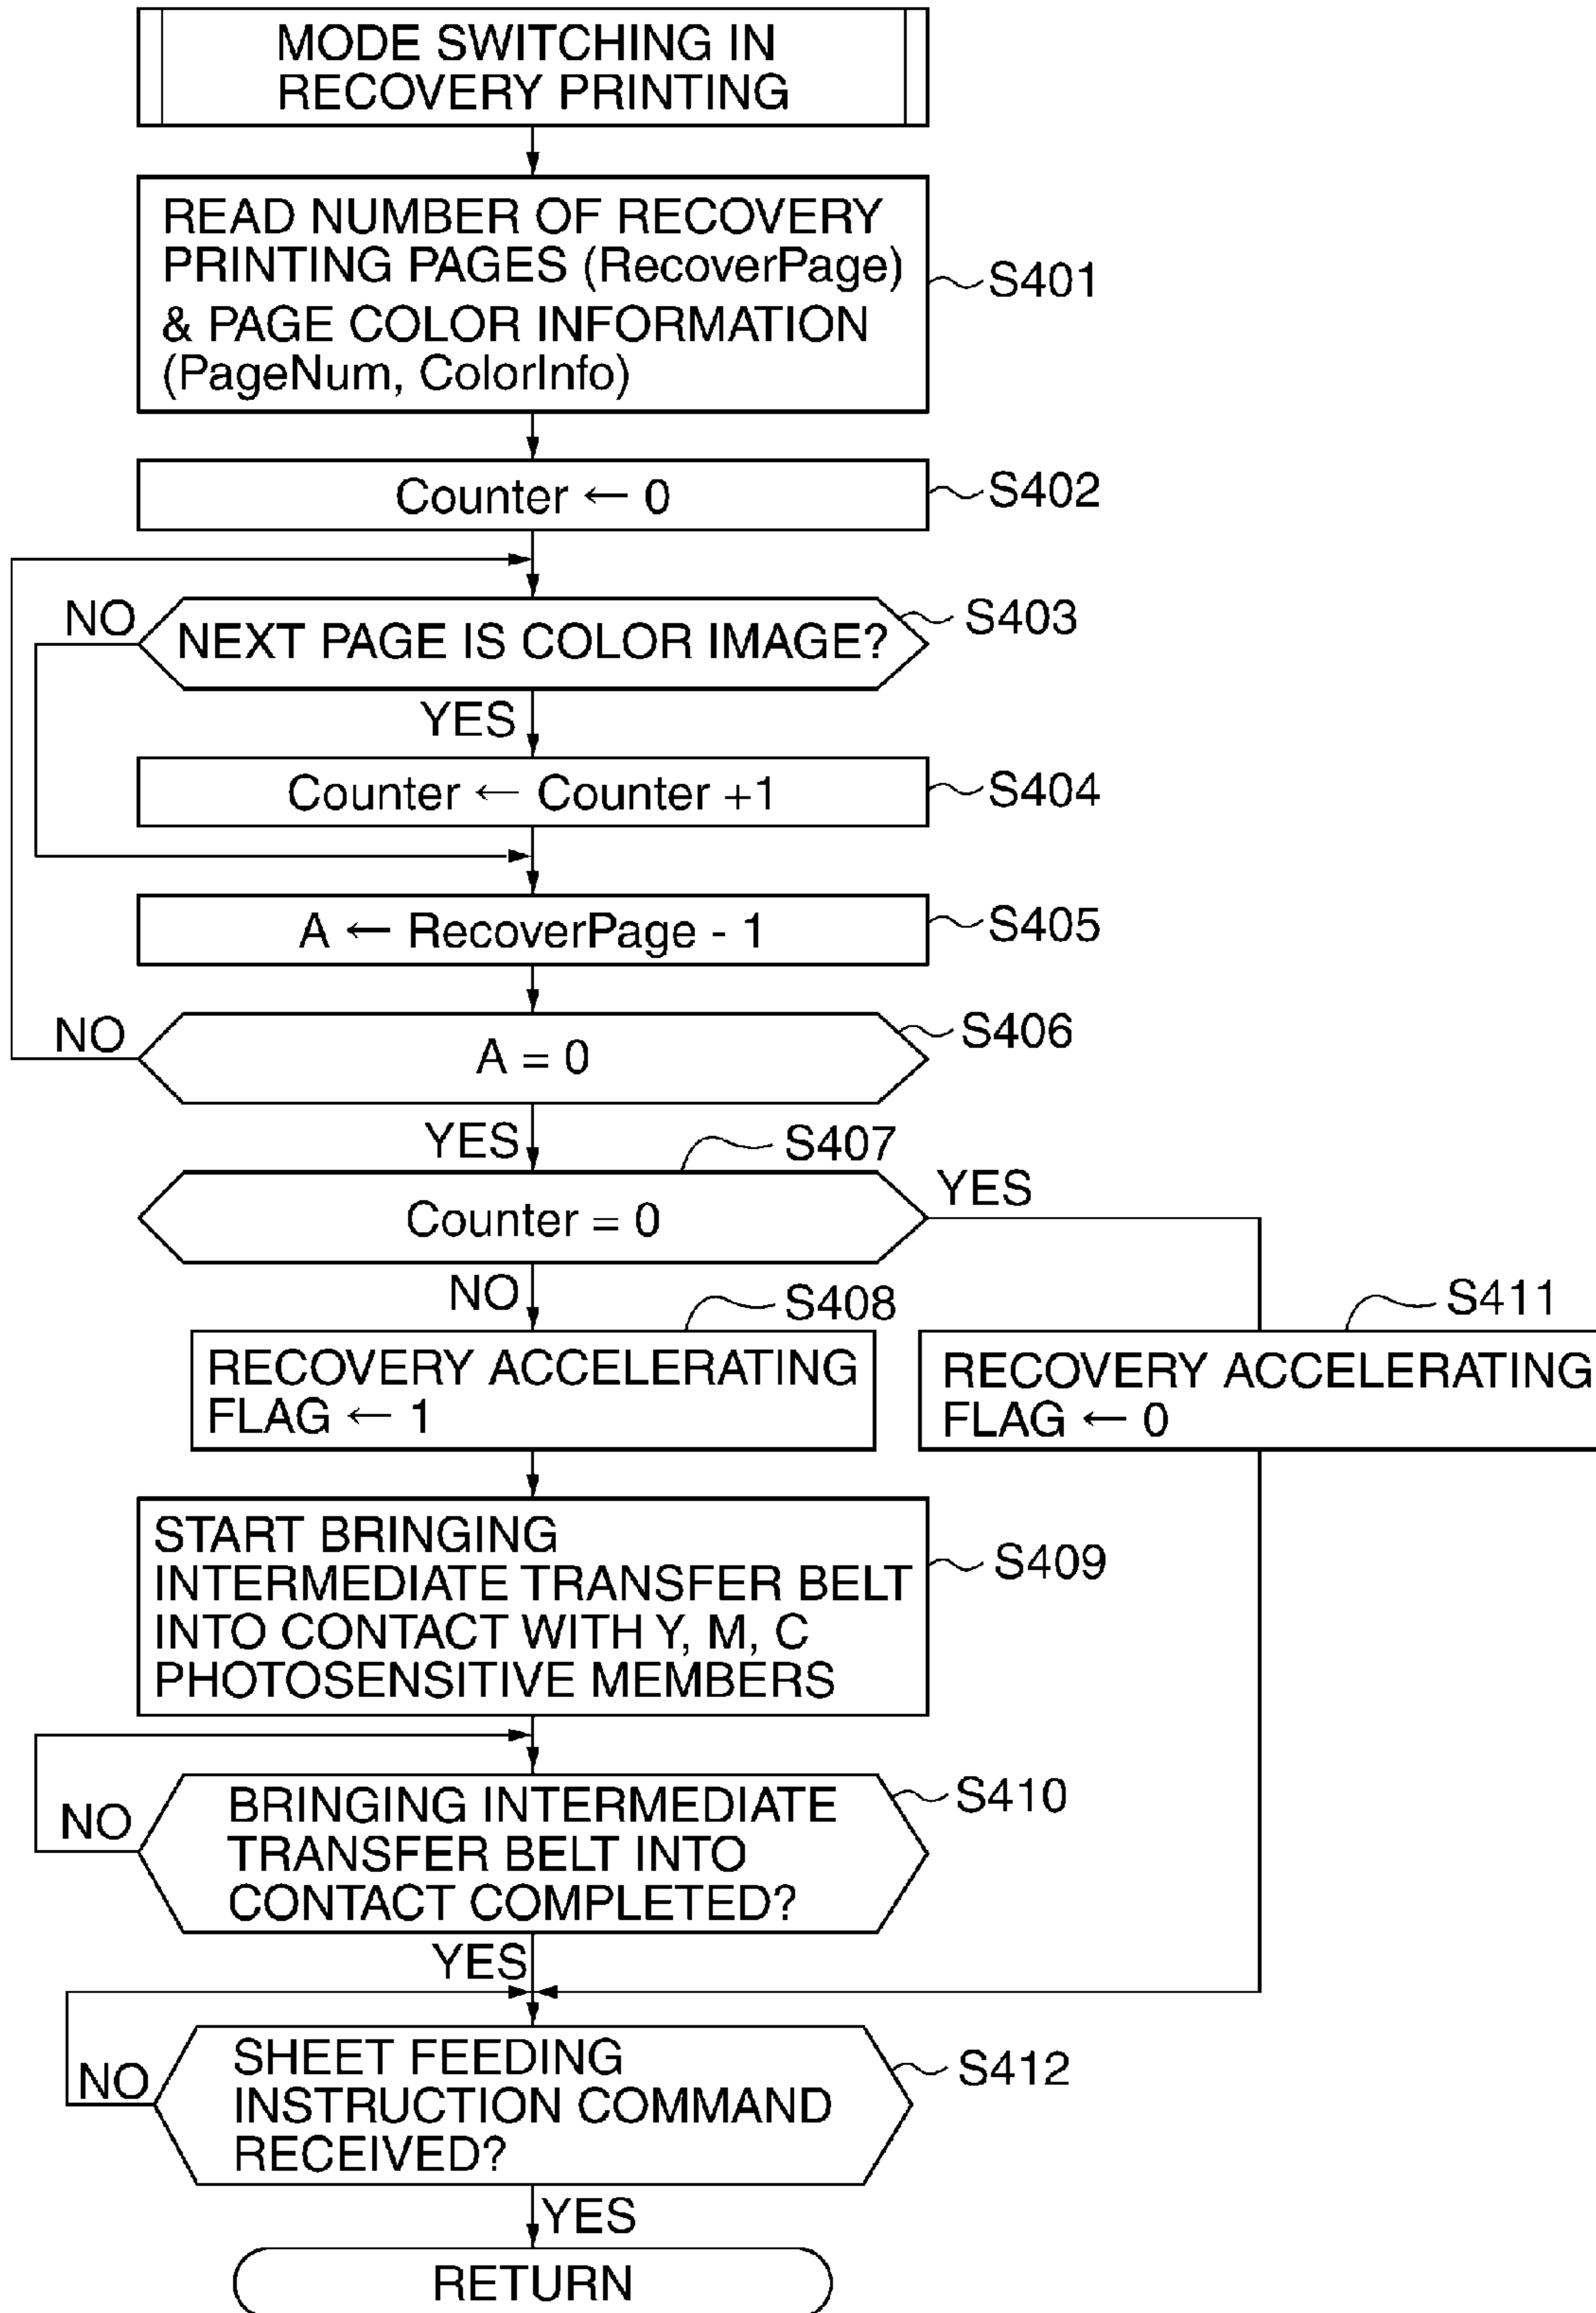 MODE SWITCHING IN
RECOVERY PRINTING
READ NUMBER OF RECOVERY
PRINTING PAGES (RecoverPage)
& PAGE COLOR INFORMATION
(PageNum, ColorInfo)
S401
Counter ← 0
S402
NO
NEXT PAGE IS COLOR IMAGE?
S403
YES
Counter ← Counter +1
S404
A ← RecoverPage - 1
S405
NO
A = 0
S406
YES
S407
Counter = 0
YES
NO
S408
RECOVERY ACCELERATING
FLAG ← 1
S411
RECOVERY ACCELERATING
FLAG ← 0
START BRINGING
INTERMEDIATE TRANSFER BELT
INTO CONTACT WITH Y, M, C
PHOTOSENSITIVE MEMBERS
S409
NO
BRINGING INTERMEDIATE
TRANSFER BELT INTO
CONTACT COMPLETED?
S410
YES
NO
SHEET FEEDING
INSTRUCTION COMMAND
RECEIVED?
S412
YES
RETURN